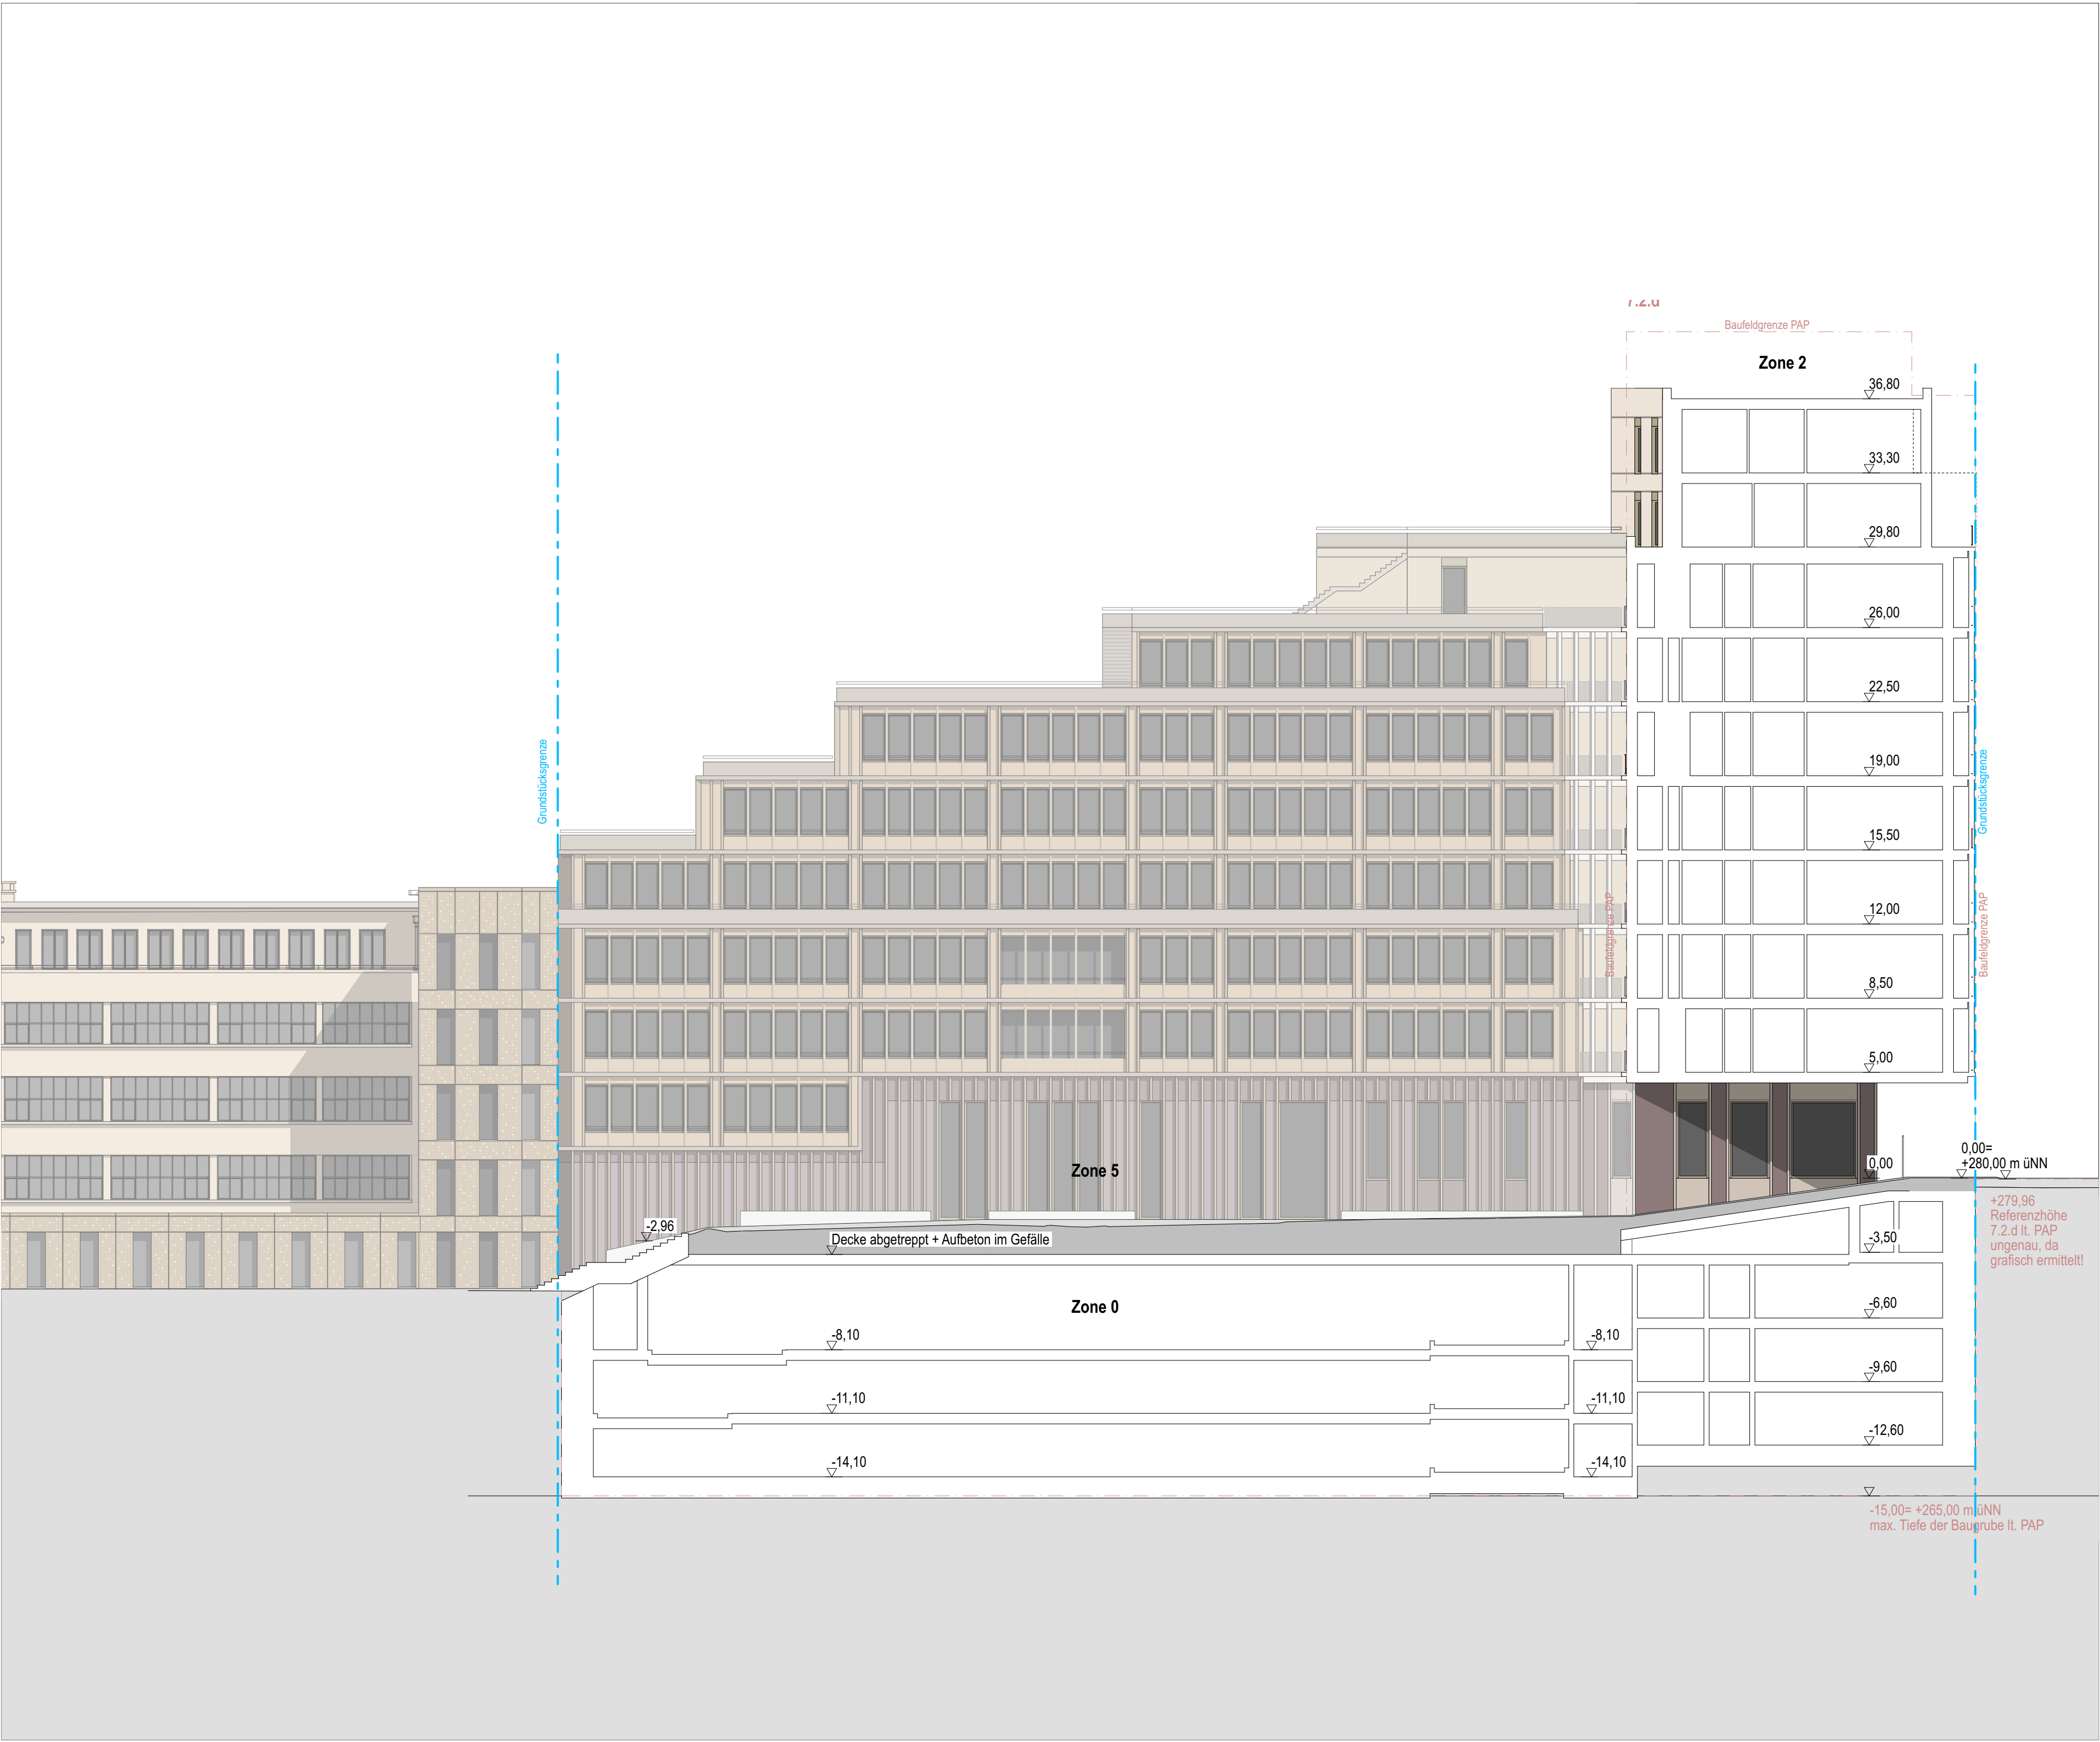 7.2.d
Baufeldgrenze PAP
Zone 2
36,80
33,30
29,80
26,00
22,50
19,00
15,50
12,00
8,50
5,00
0,00
Grundstücksgrenze
Grundstücksgrenze
Baufeldgrenze PAP
Baufeldgrenze PAP
0,00=
+280,00 m üNN
+279,96
Referenzhöhe
7.2.d lt. PAP
ungenau, da
grafisch ermittelt!
Zone 5
-2,96
Decke abgetreppt + Aufbeton im Gefälle
-3,50
Zone 0
-6,60
-8,10
-8,10
-9,60
-11,10
-11,10
-12,60
-14,10
-14,10
-15,00= +265,00 m üNN
max. Tiefe der Baugrube lt. PAP